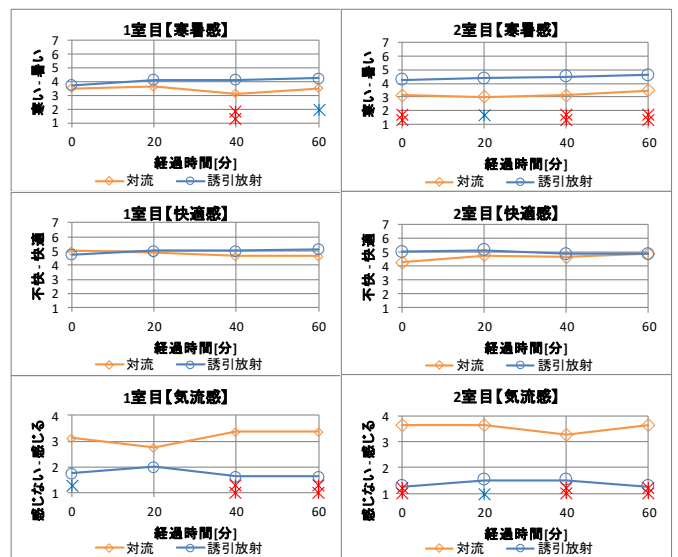 1室目【寒暑感】
寒い - 暑い
7
6
5
4
3
2
1
0 20 40 60
経過時間[分]
対流 誘引放射
2室目【寒暑感】
寒い - 暑い
7
6
5
4
3
2
1
0 20 40 60
経過時間[分]
対流 誘引放射
1室目【快適感】
不快 - 快適
7
6
5
4
3
2
1
0 20 40 60
経過時間[分]
対流 誘引放射
2室目【快適感】
不快 - 快適
7
6
5
4
3
2
1
0 20 40 60
経過時間[分]
対流 誘引放射
1室目【気流感】
感じない - 感じる
4
3
2
1
0 20 40 60
経過時間[分]
対流 誘引放射
2室目【気流感】
感じない - 感じる
4
3
2
1
0 20 40 60
経過時間[分]
対流 誘引放射